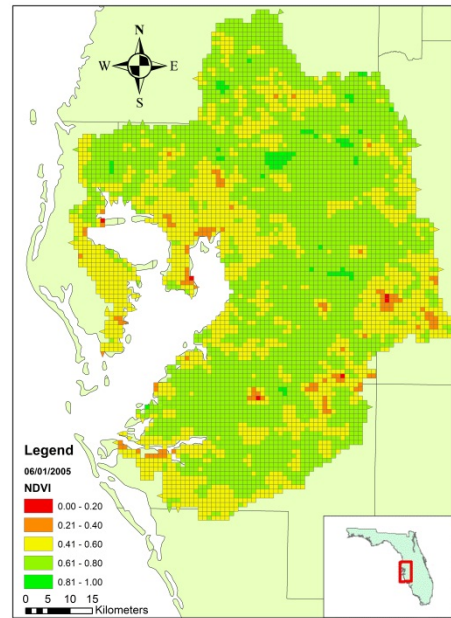 N
W E
S
Legend
06/01/2005
NDVI
0.00 - 0.20
0.21 - 0.40
0.41 - 0.60
0.61 - 0.80
0.81 - 1.00
0 5 10 15
Kilometers